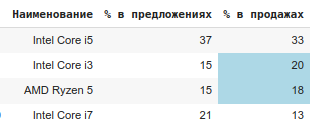 Наименование % в предложениях % в продажах
Intel Core i5 37 33
Intel Core i3 15 20
AMD Ryzen 5 15 18
Intel Core i7 21 13